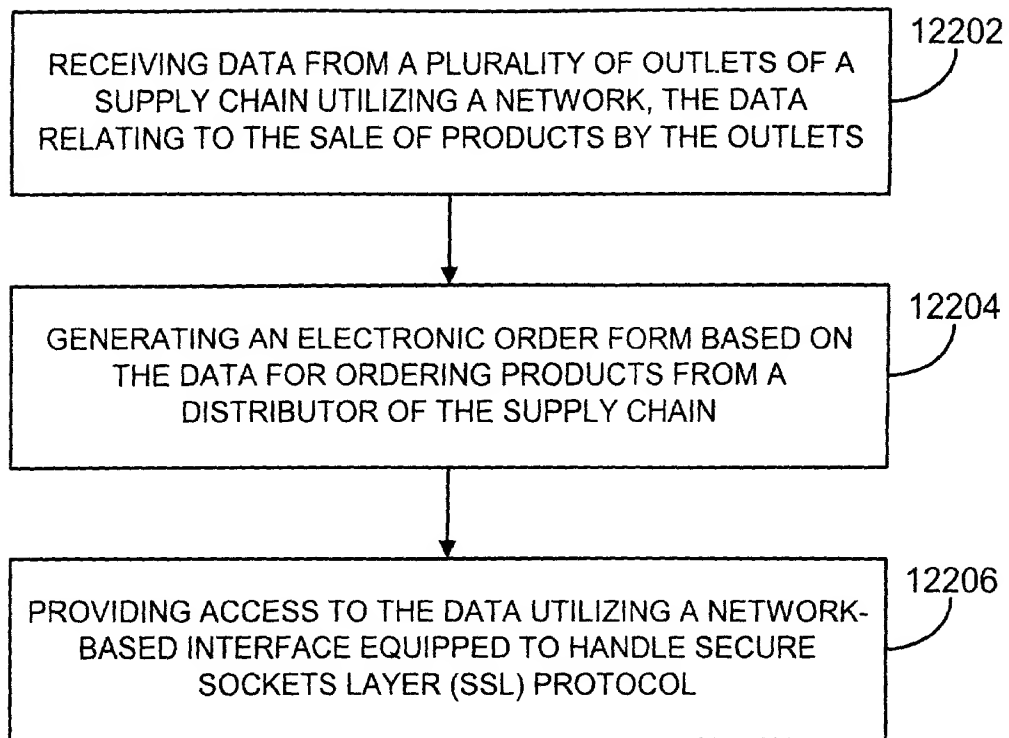 12202
RECEIVING DATA FROM A PLURALITY OF OUTLETS OF A
SUPPLY CHAIN UTILIZING A NETWORK, THE DATA
RELATING TO THE SALE OF PRODUCTS BY THE OUTLETS
12204
GENERATING AN ELECTRONIC ORDER FORM BASED ON
THE DATA FOR ORDERING PRODUCTS FROM A
DISTRIBUTOR OF THE SUPPLY CHAIN
12206
PROVIDING ACCESS TO THE DATA UTILIZING A NETWORK-
BASED INTERFACE EQUIPPED TO HANDLE SECURE
SOCKETS LAYER (SSL) PROTOCOL